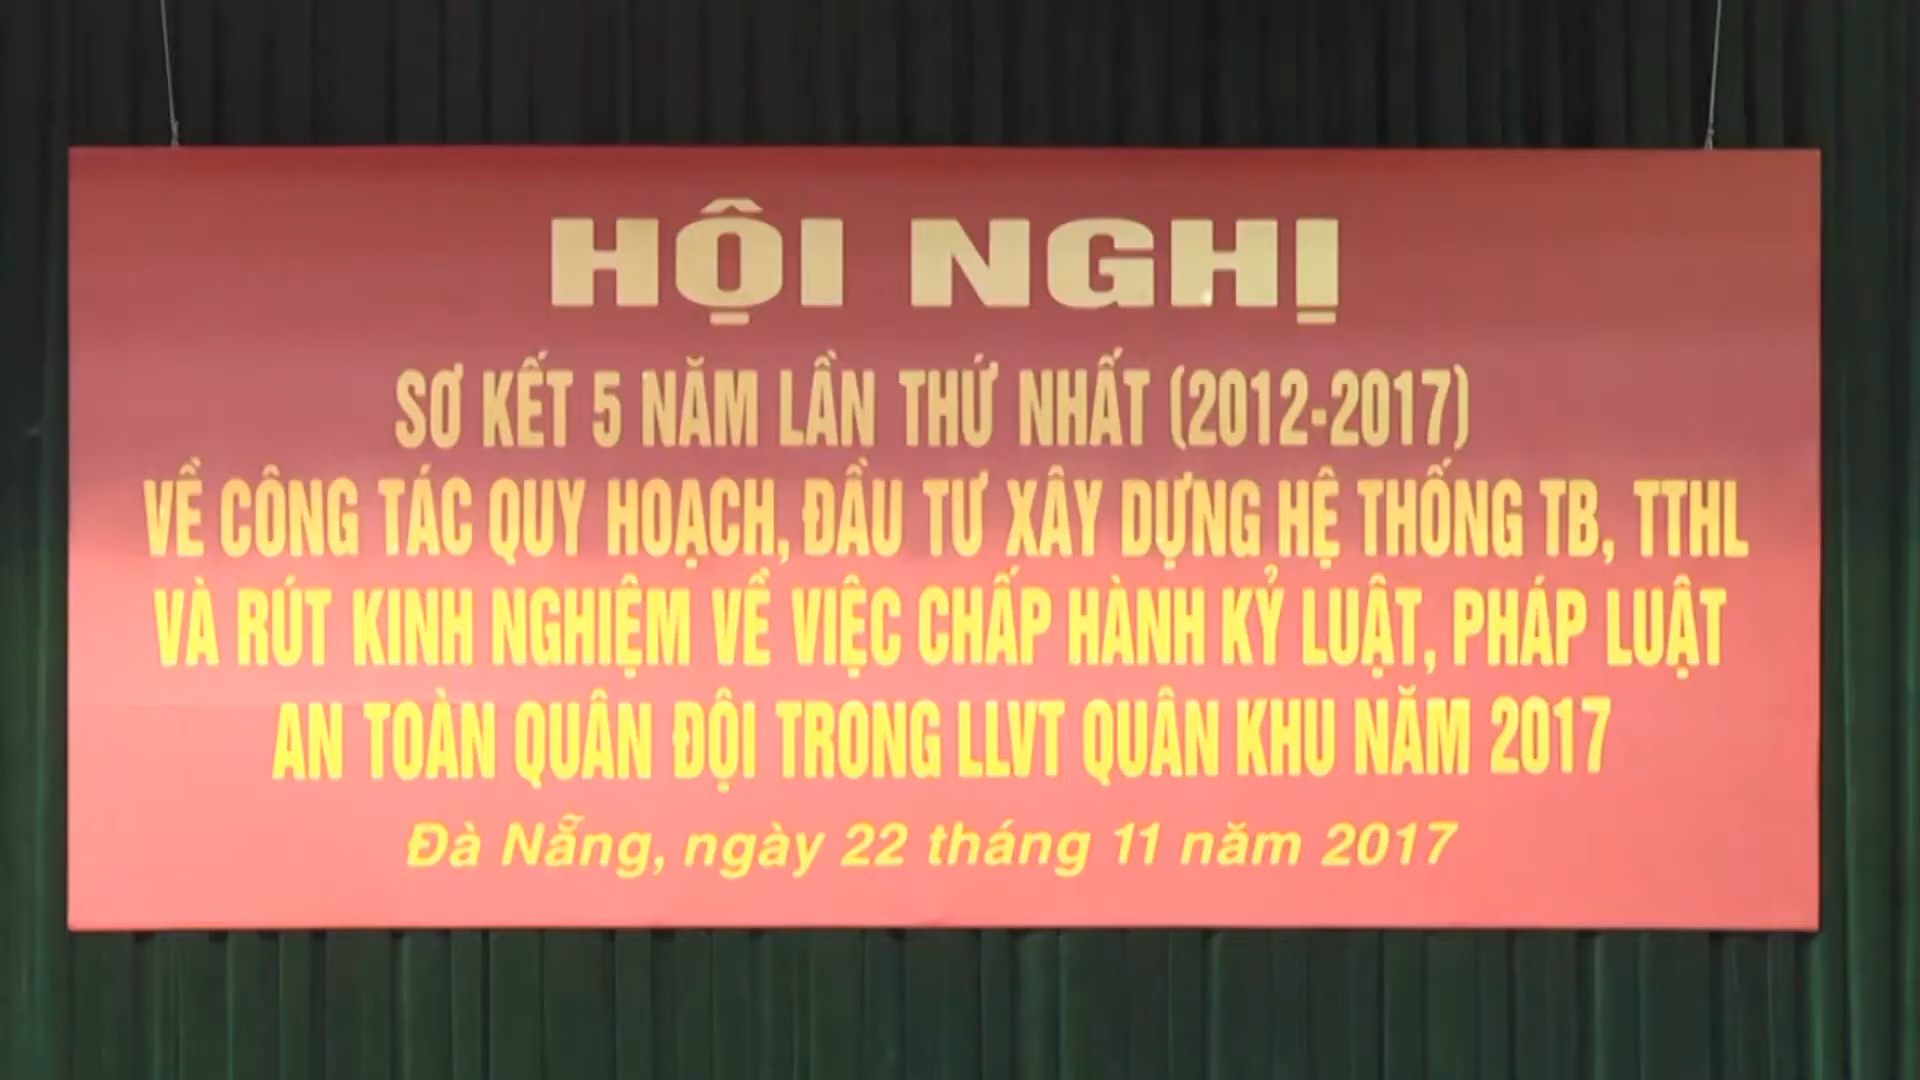 HỘI NGHỊ
SƠ KẾT 5 NĂM LẦN THỨ NHẤT (2012-2017)
VỀ CÔNG TÁC QUY HOẠCH, ĐẦU TƯ XÂY DỰNG HỆ THỐNG TB, TTHL
VÀ RÚT KINH NGHIỆM VỀ VIỆC CHẤP HÀNH KỶ LUẬT, PHÁP LUẬT
AN TOÀN QUÂN ĐỘI TRONG LLVT QUÂN KHU NĂM 2017
Đà Nẵng, ngày 22 tháng 11 năm 2017